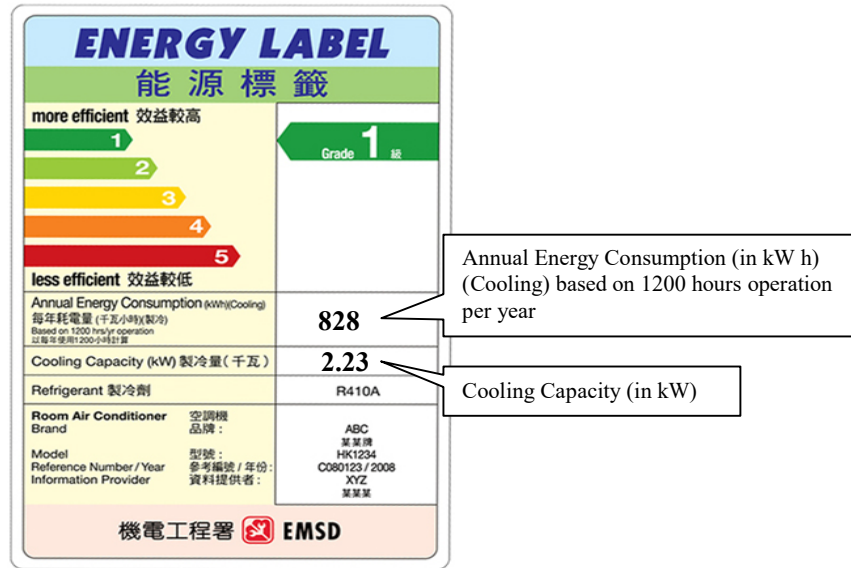 ENERGY LABEL
能源標籤
more efficient 效益較高
1
2
3
4
5
less efficient 效益較低
Grade 1 級
Annual Energy Consumption (kWh)(Cooling)
每年耗電量 (千瓦小時)(製冷)
Based on 1200 hrs/yr operation
以每年使用1200小時計算
828
Cooling Capacity (kW) 製冷量(千瓦)
2.23
Refrigerant 製冷劑
R410A
Room Air Conditioner 空調機
Brand 品牌:
ABC
某某牌
Model 型號:
HK1234
Reference Number / Year 參考編號 / 年份:
C080123 / 2008
Information Provider 資料提供者:
XYZ
某某某
機電工程署 EMSD
Annual Energy Consumption (in kW h)
(Cooling) based on 1200 hours operation
per year
Cooling Capacity (in kW)